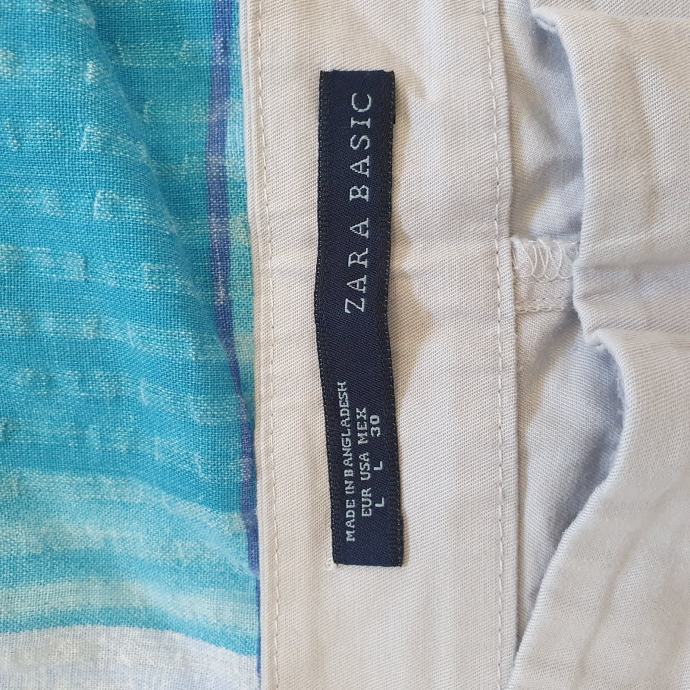 ZARA BASIC
MADE IN BANGLADESH
EUR USA MEX
L L 30